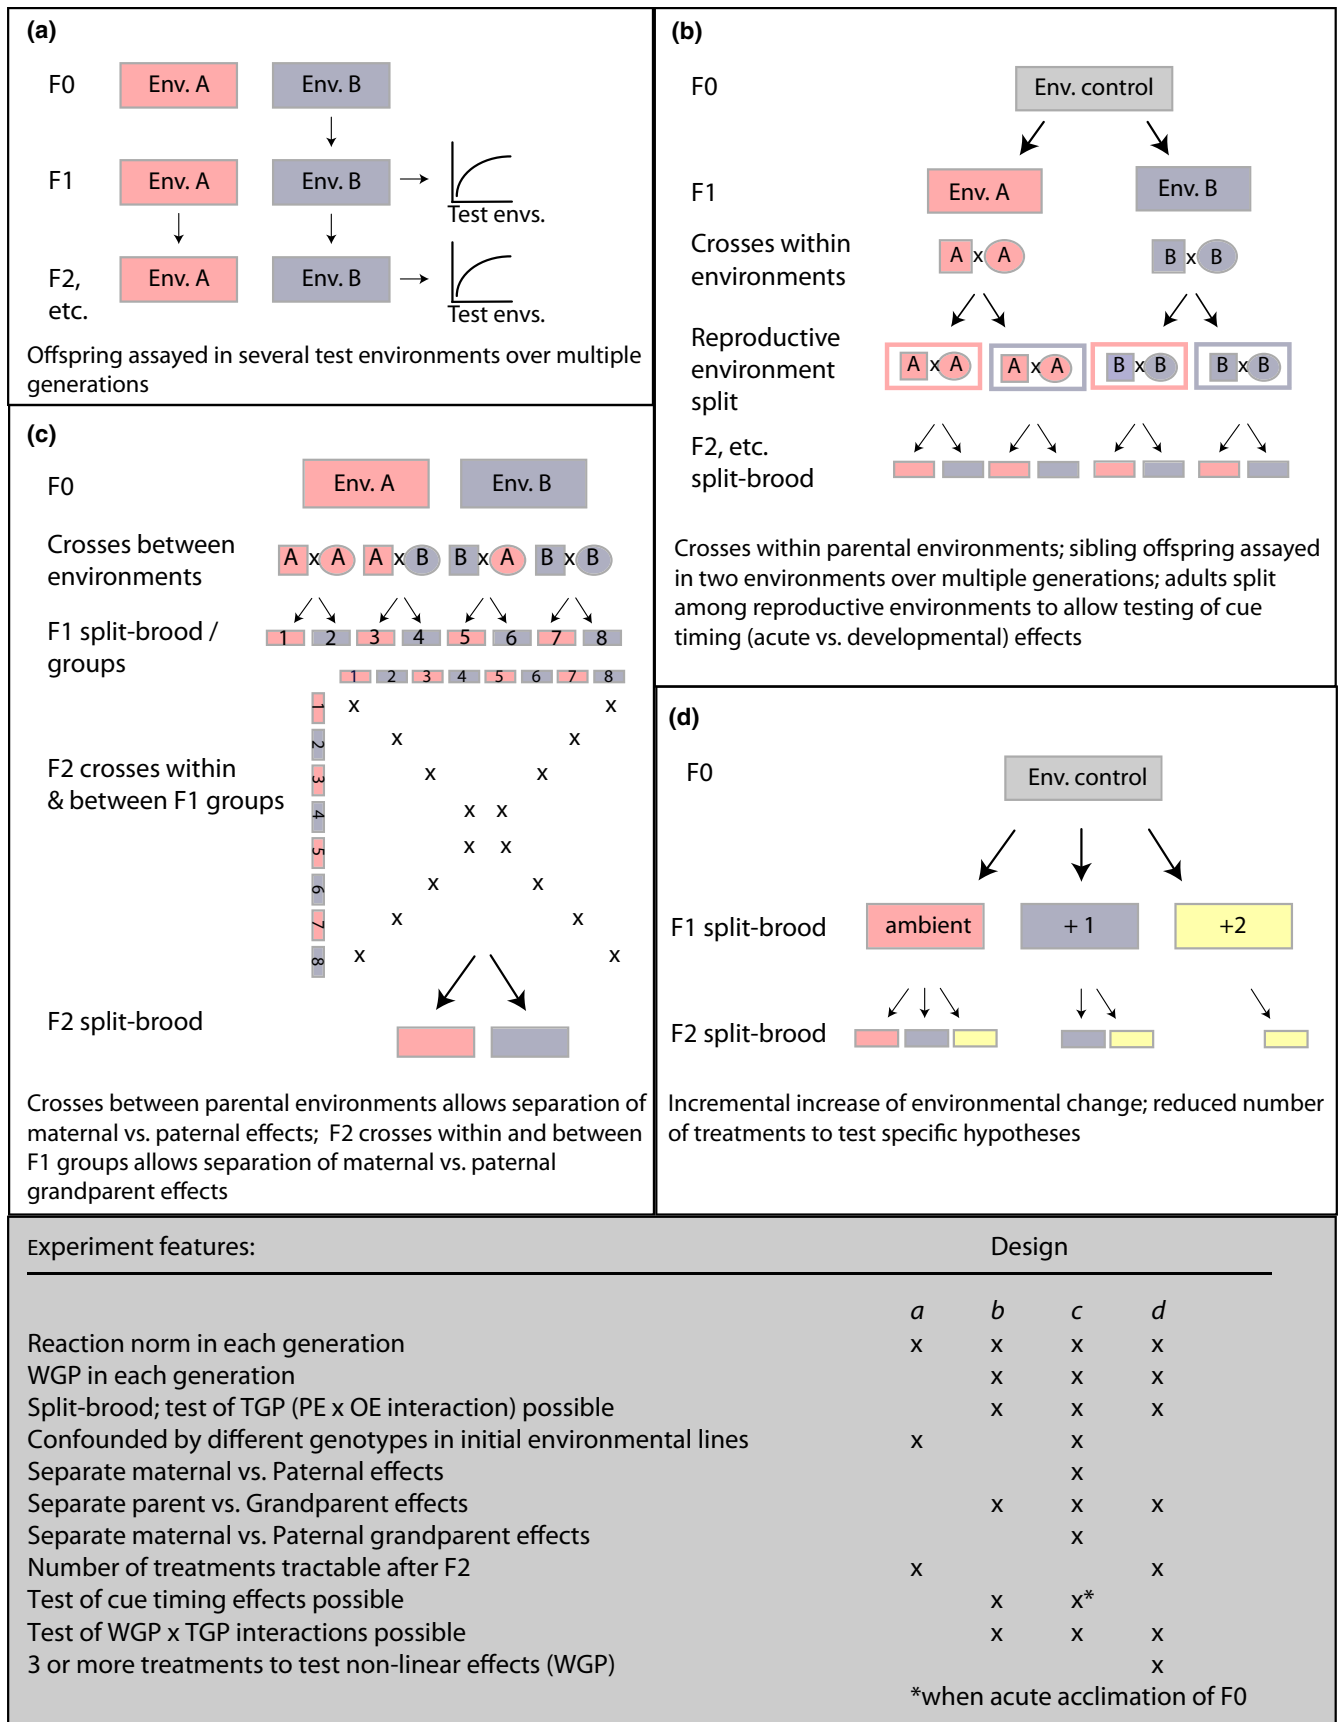 (a)
F0
Env. A
Env. B
F1
Env. A
Env. B
Test envs.
F2,
etc.
Env. A
Env. B
Test envs.
Offspring assayed in several test environments over multiple
generations
(b)
F0
Env. control
F1
Env. A
Env. B
Crosses within
environments
A x A
B x B
Reproductive
environment
split
A x A
A x A
B x B
B x B
F2, etc.
split-brood
Crosses within parental environments; sibling offspring assayed
in two environments over multiple generations; adults split
among reproductive environments to allow testing of cue
timing (acute vs. developmental) effects
(c)
F0
Env. A
Env. B
Crosses between
environments
A x A A x B B x A B x B
F1 split-brood /
groups
1 2 3 4 5 6 7 8
1 2 3 4 5 6 7 8
F2 crosses within
& between F1 groups
1 x x
2 x x
3 x x
4 x x
5 x x
6 x x
7 x x
8 x x
F2 split-brood
Crosses between parental environments allows separation of
maternal vs. paternal effects; F2 crosses within and between
F1 groups allows separation of maternal vs. paternal
grandparent effects
(d)
F0
Env. control
F1 split-brood
ambient
+ 1
+2
F2 split-brood
Incremental increase of environmental change; reduced number
of treatments to test specific hypotheses
Experiment features: Design
a b c d
Reaction norm in each generation x x x x
WGP in each generation x x x
Split-brood; test of TGP (PE x OE interaction) possible x x x
Confounded by different genotypes in initial environmental lines x x
Separate maternal vs. Paternal effects x
Separate parent vs. Grandparent effects x x x
Separate maternal vs. Paternal grandparent effects x
Number of treatments tractable after F2 x x
Test of cue timing effects possible x x*
Test of WGP x TGP interactions possible x x x
3 or more treatments to test non-linear effects (WGP) x
*when acute acclimation of F0